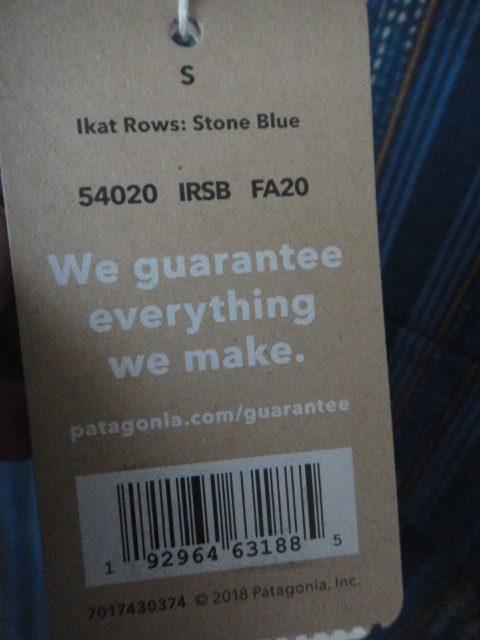 S
Ikat Rows: Stone Blue
54020 IRSB FA20
We guarantee
everything
we make.
patagonia.com/guarantee
1 92964 63188 5
7017430374 © 2018 Patagonia, Inc.